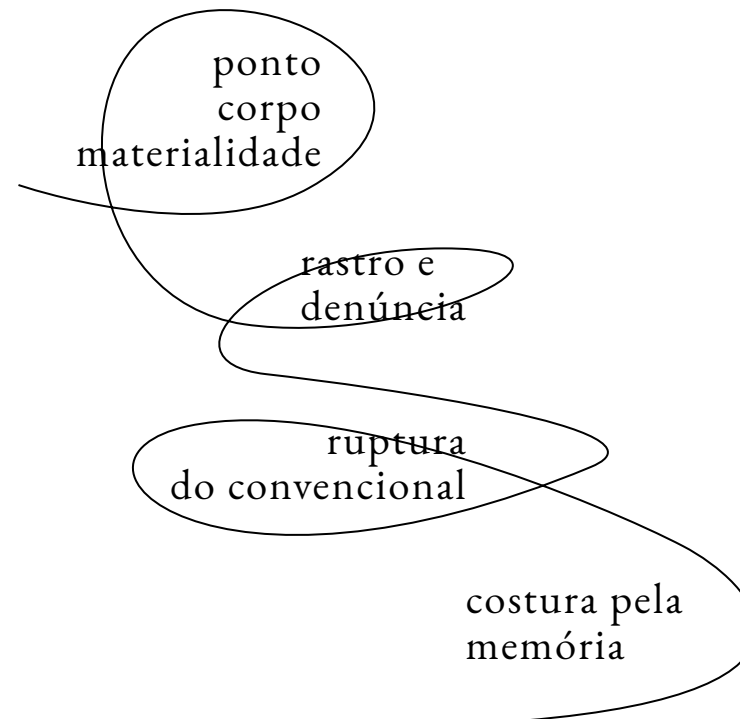 ponto
corpo
materialidade
rastro e
denúncia
ruptura
do convencional
costura pela
memória